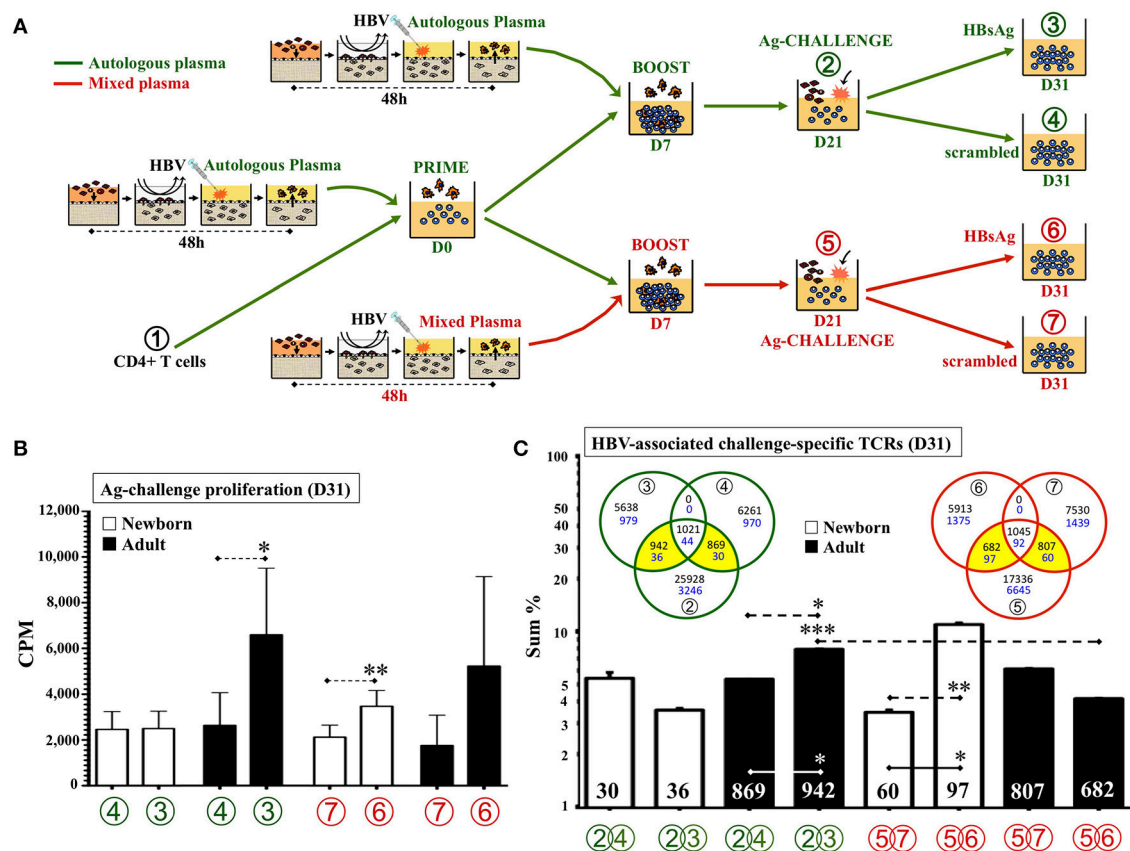 A
HBV Autologous Plasma
Autologous plasma
Mixed plasma
48h
BOOST
D7
Ag-CHALLENGE
②
D21
HBsAg
③
D31
④
scrambled
D31
HBV Autologous Plasma
48h
PRIME
D0
①
CD4+ T cells
HBV Mixed Plasma
48h
BOOST
D7
⑤
D21
Ag-CHALLENGE
HBsAg
⑥
D31
⑦
scrambled
D31
B
Ag-challenge proliferation (D31)
Newborn
Adult
CPM
12,000
10,000
8,000
6,000
4,000
2,000
0
*
**
④ ③ ④ ③ ⑦ ⑥ ⑦ ⑥
C
HBV-associated challenge-specific TCRs (D31)
Newborn
Adult
Sum %
100
50
40
30
20
10
5
4
3
2
1
③ ④
5638
979
0
0
6261
970
1021
44
942
36
869
30
25928
3246
②
⑥ ⑦
5913
1375
0
0
7530
1439
1045
92
682
97
807
60
17336
6645
⑤
*
***
**
*
*
30 36 869 942 60 97 807 682
②④ ②③ ②④ ②③ ⑤⑦ ⑤⑥ ⑤⑦ ⑤⑥